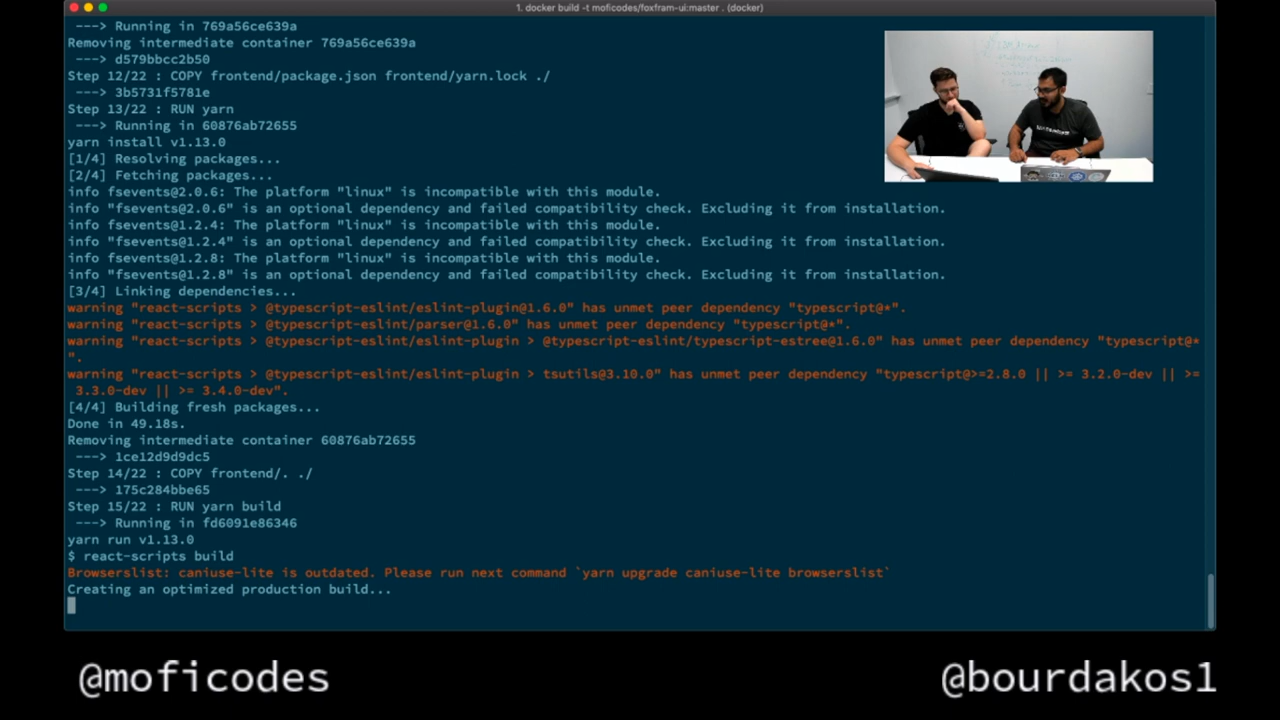 1. docker build -t moficodes/foxfram-ui:master . (docker)
---> Running in 769a56ce639a
Removing intermediate container 769a56ce639a
---> d579bbcc2b50
Step 12/22 : COPY frontend/package.json frontend/yarn.lock ./
---> 3b5731f5781e
Step 13/22 : RUN yarn
---> Running in 60876ab72655
yarn install v1.13.0
[1/4] Resolving packages...
[2/4] Fetching packages...
info fsevents@2.0.6: The platform "linux" is incompatible with this module.
info "fsevents@2.0.6" is an optional dependency and failed compatibility check. Excluding it from installation.
info fsevents@1.2.4: The platform "linux" is incompatible with this module.
info "fsevents@1.2.4" is an optional dependency and failed compatibility check. Excluding it from installation.
info fsevents@1.2.8: The platform "linux" is incompatible with this module.
info "fsevents@1.2.8" is an optional dependency and failed compatibility check. Excluding it from installation.
[3/4] Linking dependencies...
warning "react-scripts > @typescript-eslint/eslint-plugin@1.6.0" has unmet peer dependency "typescript@*".
warning "react-scripts > @typescript-eslint/parser@1.6.0" has unmet peer dependency "typescript@*".
warning "react-scripts > @typescript-eslint/eslint-plugin > @typescript-eslint/typescript-estree@1.6.0" has unmet peer dependency "typescript@*
".
warning "react-scripts > @typescript-eslint/eslint-plugin > tsutils@3.10.0" has unmet peer dependency "typescript@>=2.8.0 || >= 3.2.0-dev || >=
3.3.0-dev || >= 3.4.0-dev".
[4/4] Building fresh packages...
Done in 49.18s.
Removing intermediate container 60876ab72655
---> 1ce12d9d9dc5
Step 14/22 : COPY frontend/. ./
---> 175c284bbe65
Step 15/22 : RUN yarn build
---> Running in fd6091e86346
yarn run v1.13.0
$ react-scripts build
Browserslist: caniuse-lite is outdated. Please run next command `yarn upgrade caniuse-lite browserslist`
Creating an optimized production build...
@moficodes
@bourdakos1